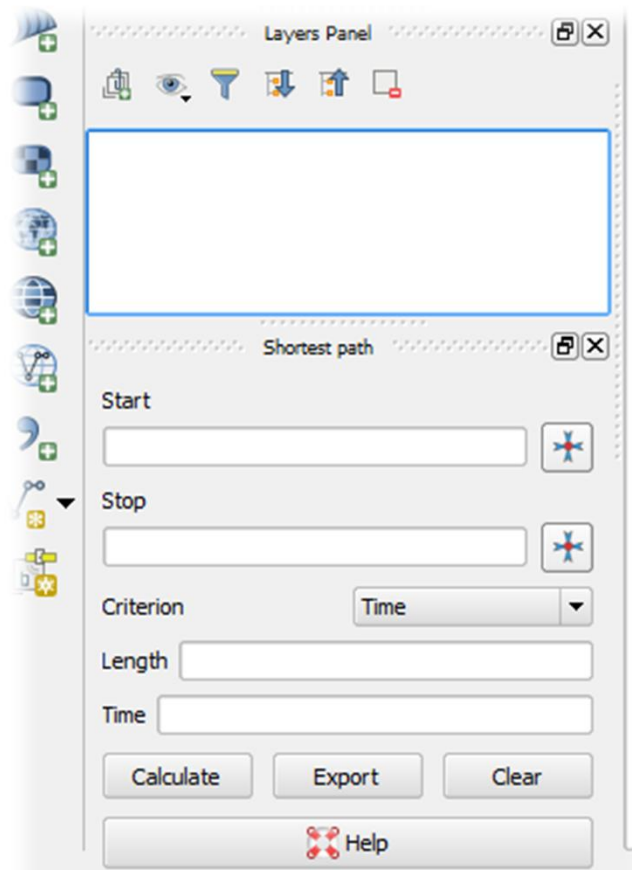 Layers Panel
Shortest path
Start
Stop
Criterion Time
Length
Time
Calculate Export Clear
Help